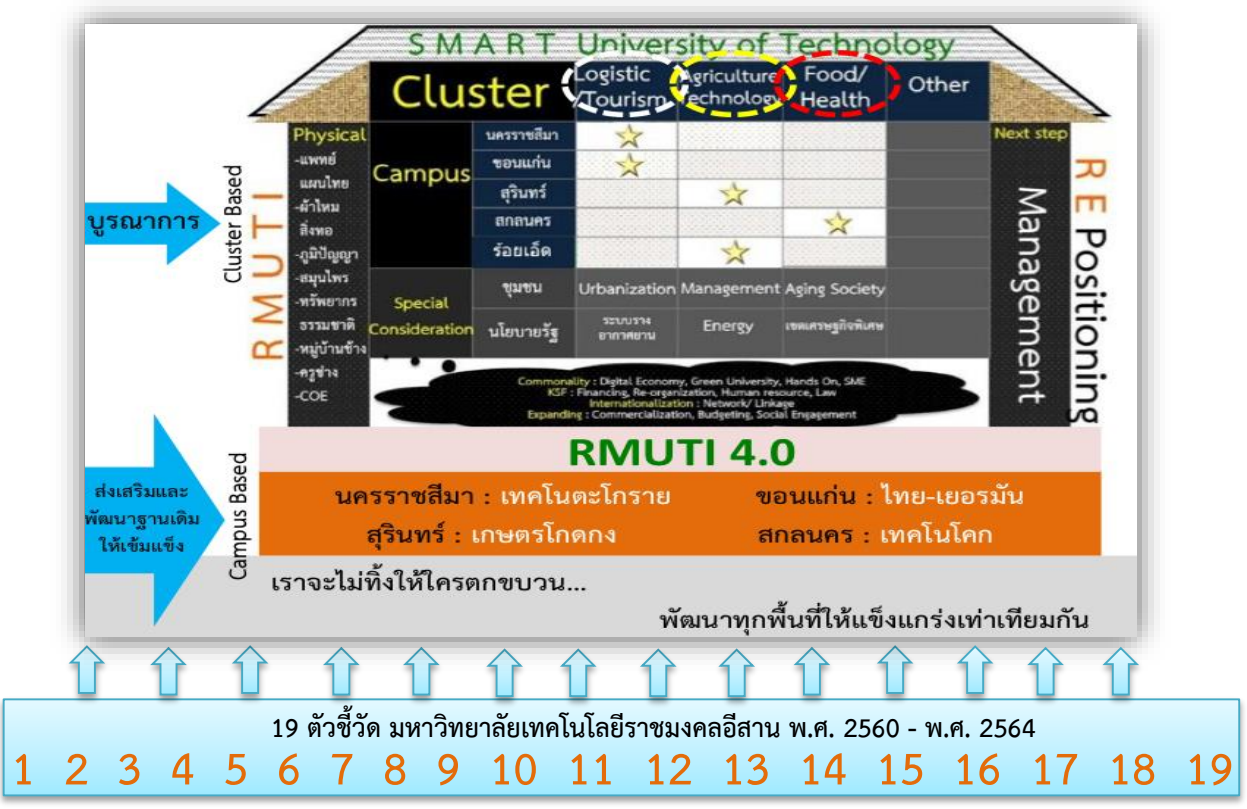 SMART University of Technology
Cluster
Logistic
/Tourism
Agriculture
Technology
Food/
Health
Other
Physical
-แพทย์
แผนไทย
-ผ้าไหม
สิ่งทอ
-ภูมิปัญญา
-สมุนไพร
-ทรัพยากร
ธรรมชาติ
-หมู่บ้านช้าง
-ครูช่าง
-COE
Campus
นครราชสีมา
ขอนแก่น
สุรินทร์
สกลนคร
ร้อยเอ็ด
Special
Consideration
ชุมชน
Urbanization
Management
Aging Society
นโยบายรัฐ
ระบบราง
อากาศยาน
Energy
เขตเศรษฐกิจพิเศษ
Next step
Management
RE Positioning
RMUTI
Cluster Based
บูรณาการ
Commonality : Digital Economy, Green University, Hands On, SME
KSF : Financing, Re-organization, Human resource, Law
Internationalization : Network/ Linkage
Expanding : Commercialization, Budgeting, Social Engagement
RMUTI 4.0
ส่งเสริมและ
พัฒนาฐานเดิม
ให้เข้มแข็ง
Campus Based
นครราชสีมา : เทคโนตะโกราย
ขอนแก่น : ไทย-เยอรมัน
สุรินทร์ : เกษตรโกดกง
สกลนคร : เทคโนโคก
เราจะไม่ทิ้งให้ใครตกขบวน...
พัฒนาทุกพื้นที่ให้แข็งแกร่งเท่าเทียมกัน
19 ตัวชี้วัด มหาวิทยาลัยเทคโนโลยีราชมงคลอีสาน พ.ศ. 2560 - พ.ศ. 2564
1 2 3 4 5 6 7 8 9 10 11 12 13 14 15 16 17 18 19